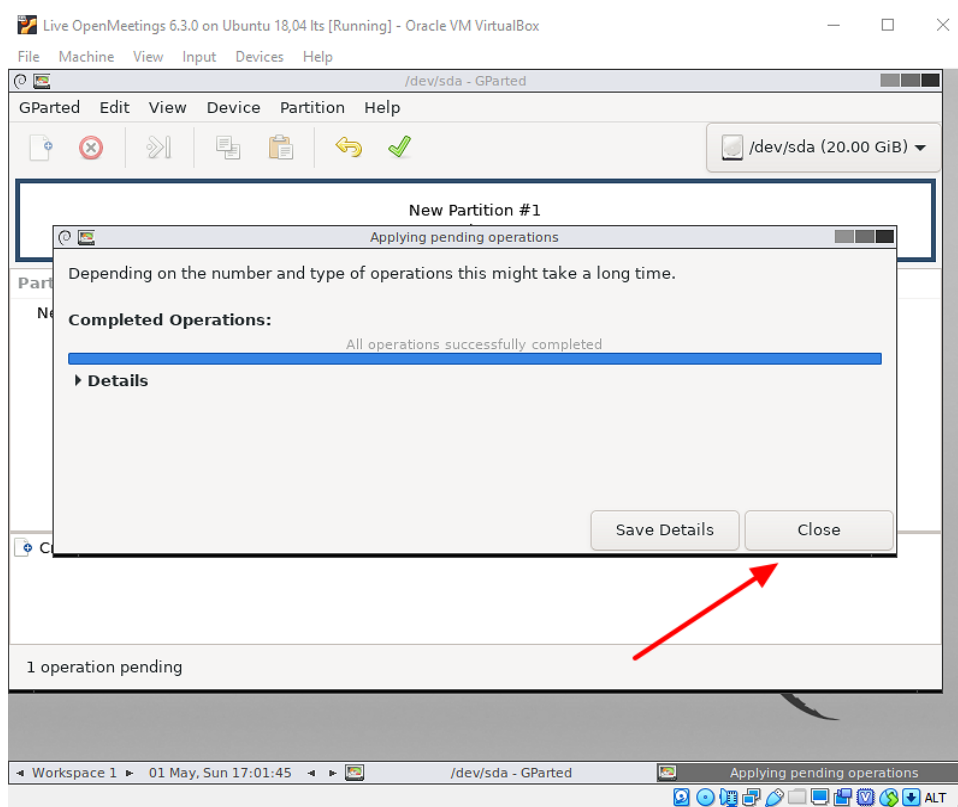 Live OpenMeetings 6.3.0 on Ubuntu 18,04 lts [Running] - Oracle VM VirtualBox
File Machine View Input Devices Help
/dev/sda - GParted
GParted Edit View Device Partition Help
/dev/sda (20.00 GiB)
New Partition #1
Applying pending operations
Depending on the number and type of operations this might take a long time.
Completed Operations:
All operations successfully completed
Details
Save Details Close
1 operation pending
Workspace 1 01 May, Sun 17:01:45 /dev/sda - GParted Applying pending operations
ALT